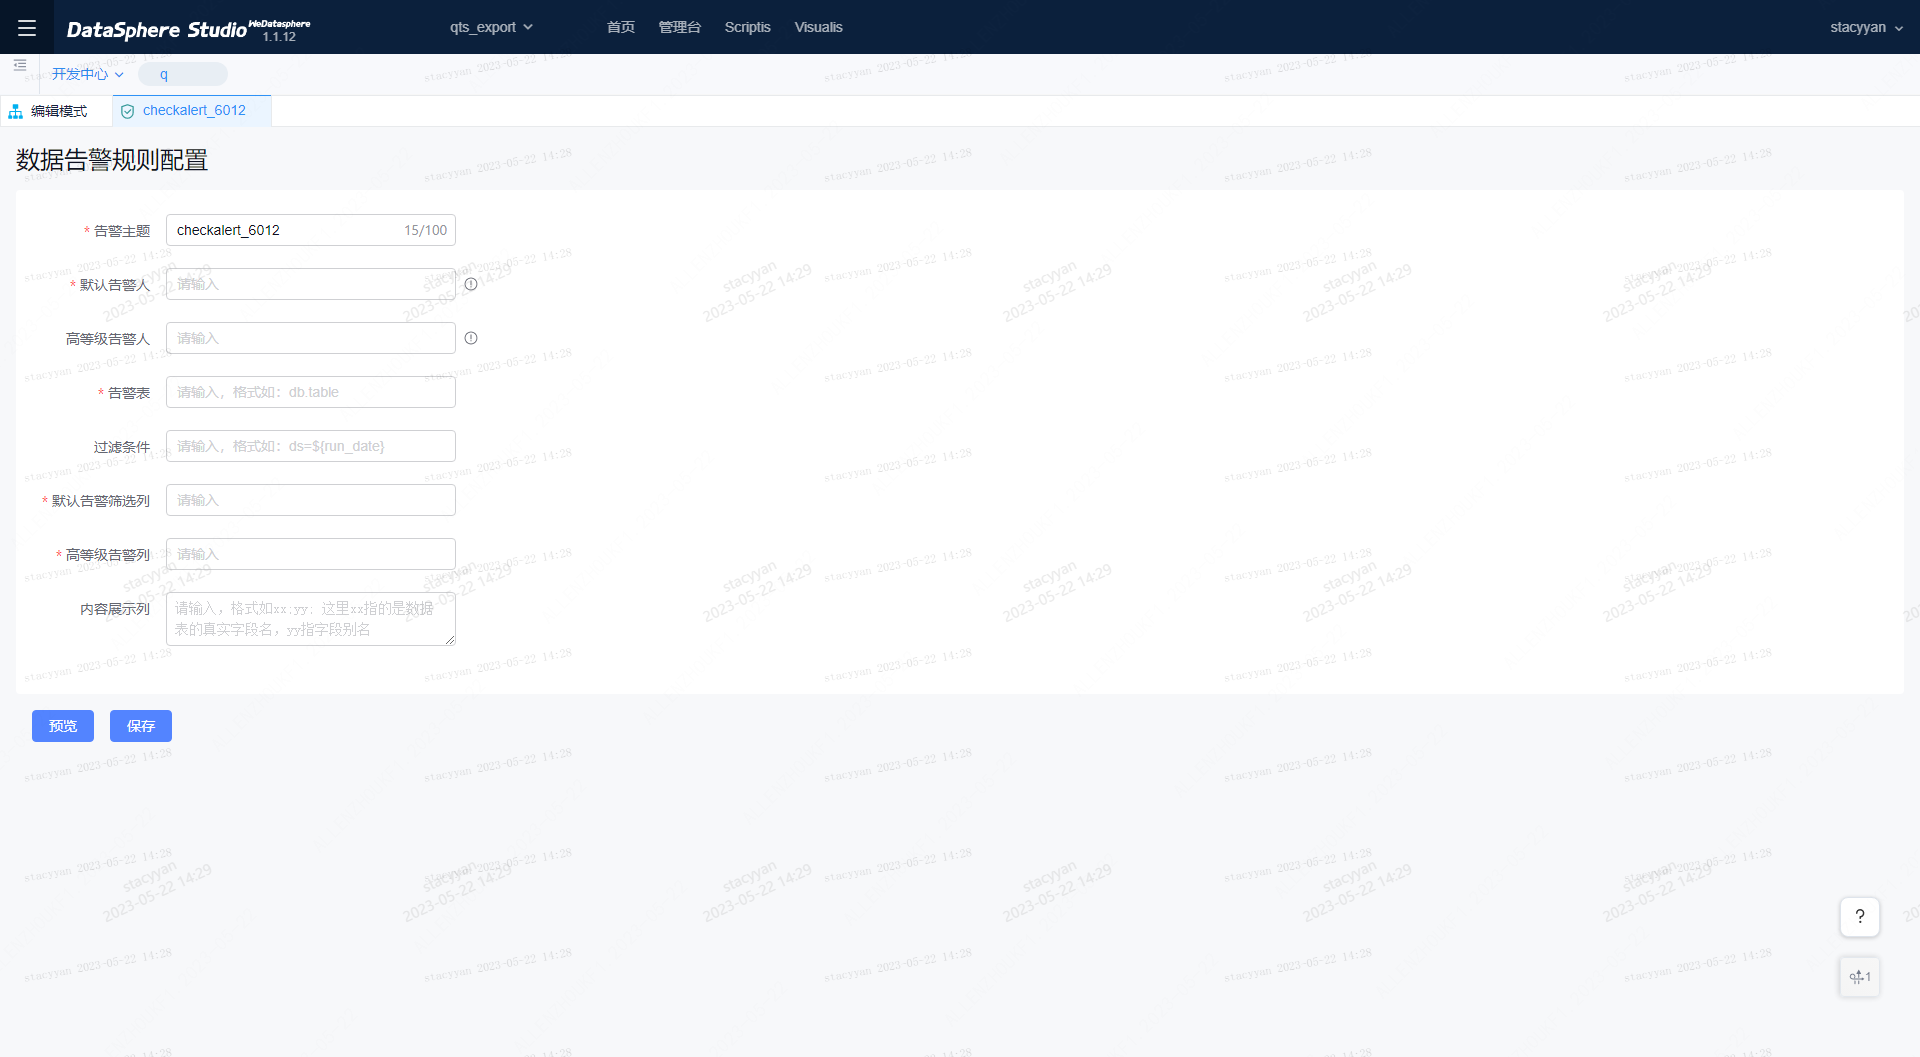 DataSphere Studio WeDatasphere
1.1.12
qts_export
首页
管理台
Scriptis
Visualis
stacyyan
开发中心
q
编辑模式
checkalert_6012
数据告警规则配置
* 告警主题
checkalert_6012
15/100
* 默认告警人
请输入
高等级告警人
请输入
* 告警表
请输入，格式如：db.table
过滤条件
请输入，格式如：ds=${run_date}
* 默认告警筛选列
请输入
* 高等级告警列
请输入
内容展示列
请输入，格式如xx:yy; 这里xx指的是数据
表的真实字段名，yy指字段别名
预览
保存
?
1
stacyyan 2023-05-22 14:28
stacyyan
2023-05-22 14:29